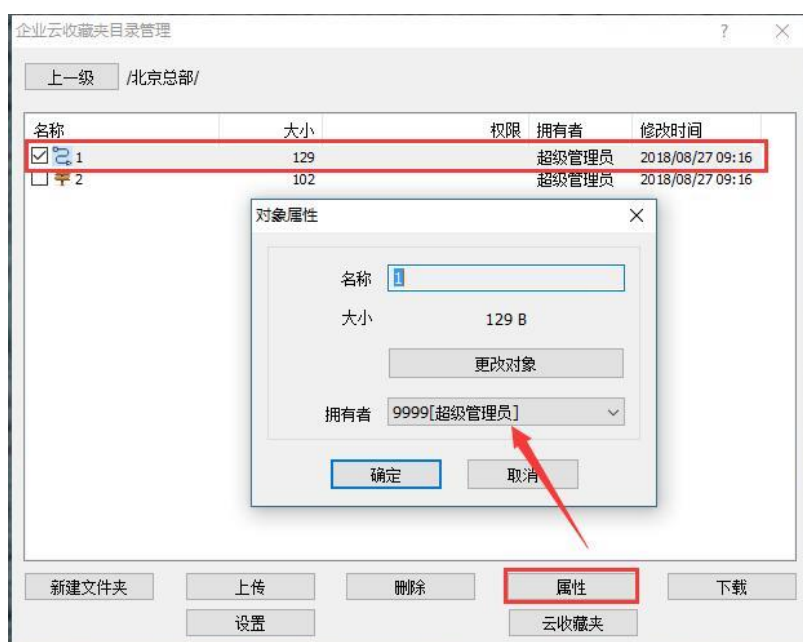 企业云收藏夹目录管理
上一级 /北京总部/
名称 大小 权限 拥有者 修改时间
1 129 超级管理员 2018/08/27 09:16
2 102 超级管理员 2018/08/27 09:16
对象属性
名称 1
大小 129 B
更改对象
拥有者 9999[超级管理员]
确定 取消
新建文件夹 上传 删除 属性 下载
设置 云收藏夹